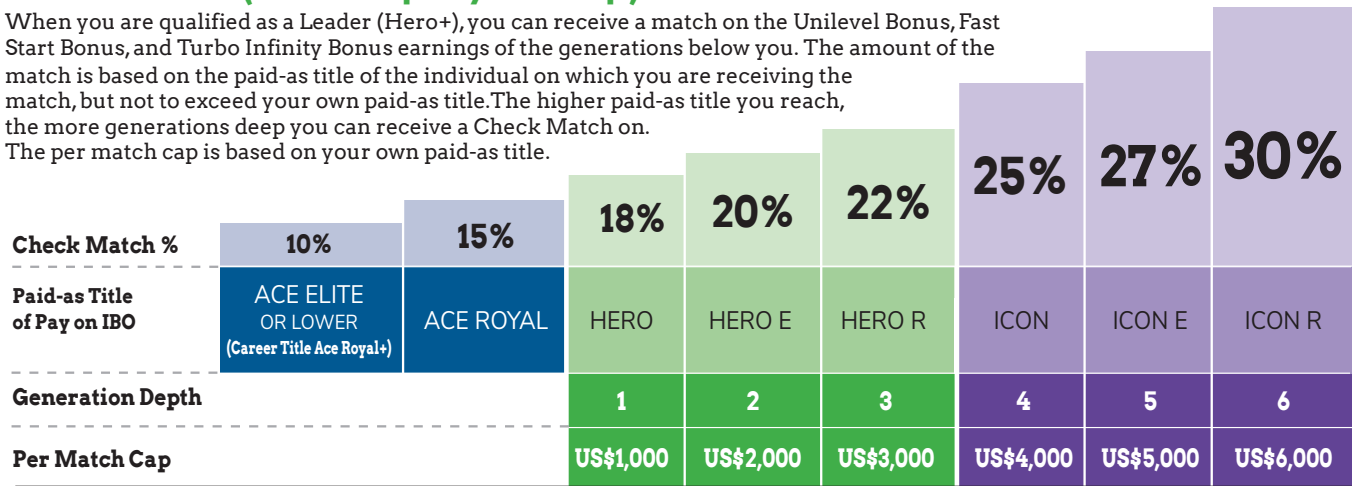 When you are qualified as a Leader (Hero+), you can receive a match on the Unilevel Bonus, Fast
Start Bonus, and Turbo Infinity Bonus earnings of the generations below you. The amount of the
match is based on the paid-as title of the individual on which you are receiving the
match, but not to exceed your own paid-as title. The higher paid-as title you reach,
the more generations deep you can receive a Check Match on.
The per match cap is based on your own paid-as title.
Check Match % 10% 15% 18% 20% 22% 25% 27% 30%
Paid-as Title
of Pay on IBO
ACE ELITE
OR LOWER
(Career Title Ace Royal+)
ACE ROYAL HERO HERO E HERO R ICON ICON E ICON R
Generation Depth 1 2 3 4 5 6
Per Match Cap US$1,000 US$2,000 US$3,000 US$4,000 US$5,000 US$6,000